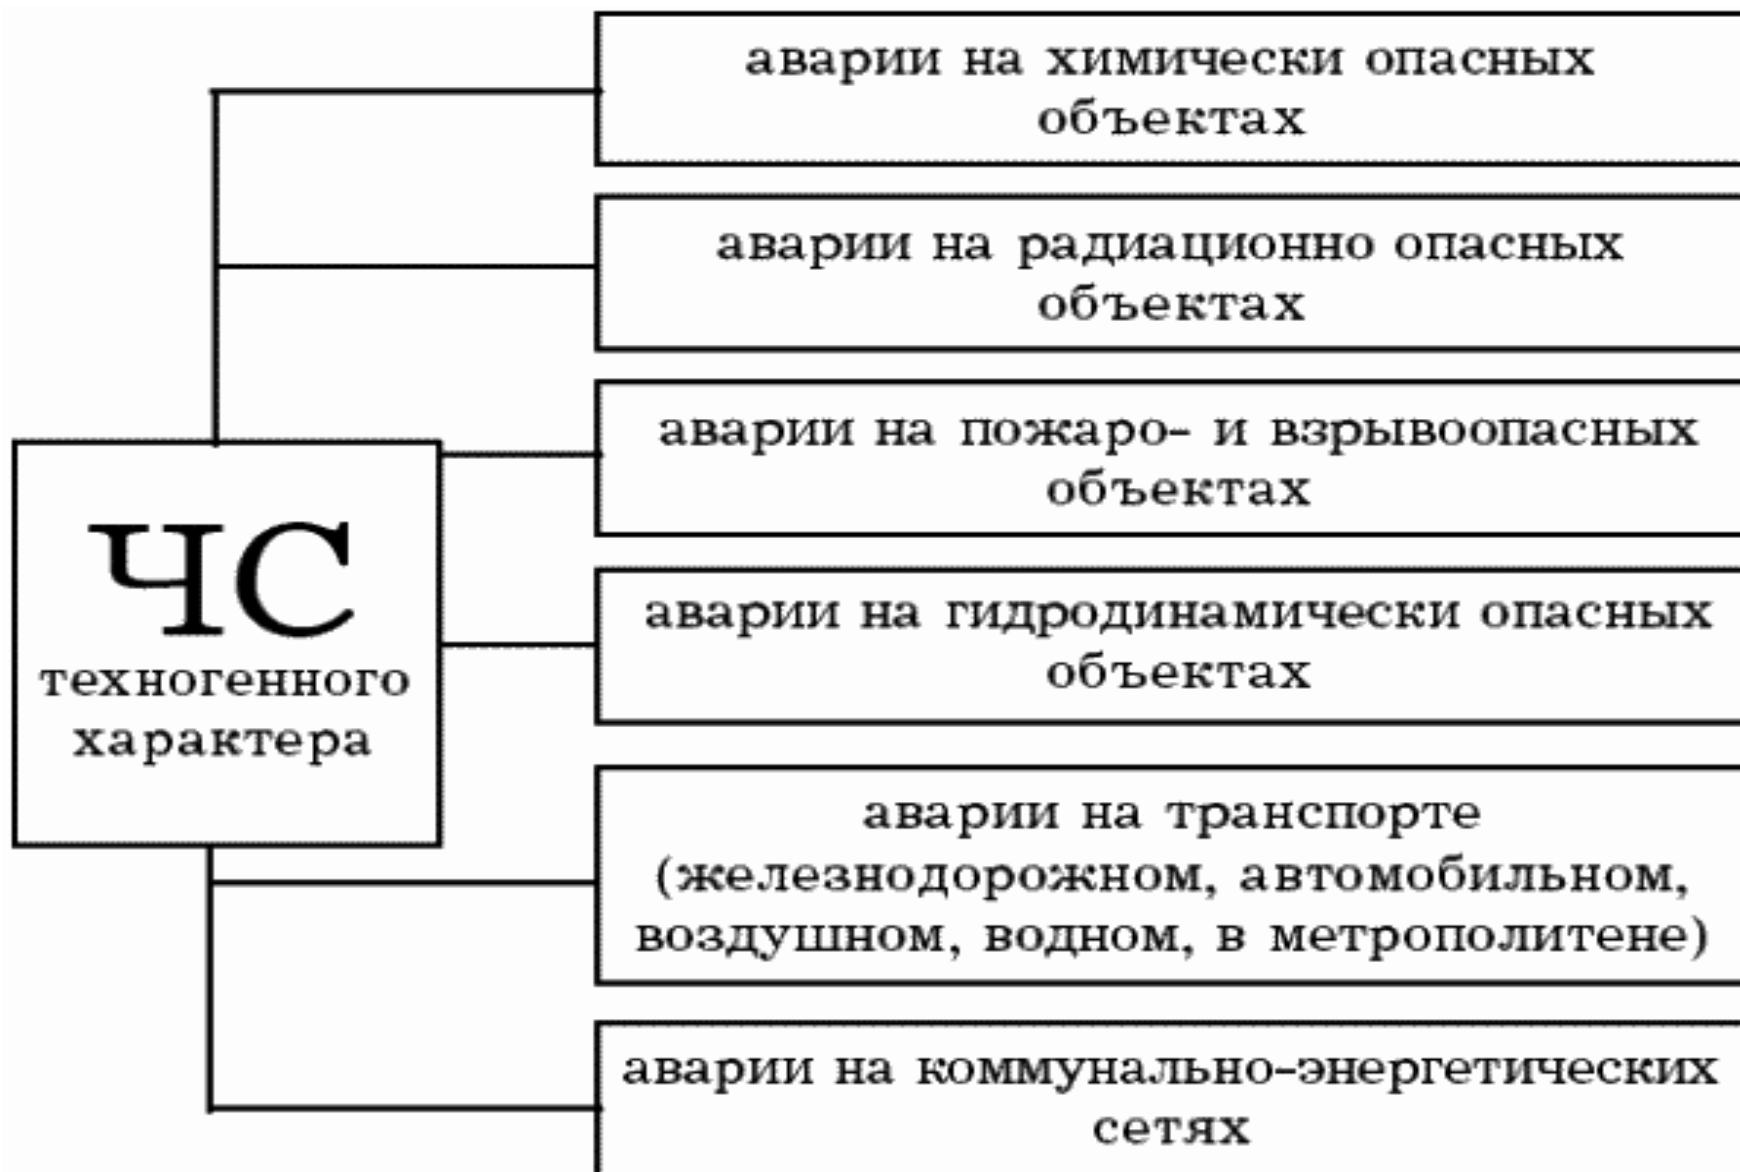 аварии на химически опасных
объектах
аварии на радиационно опасных
объектах
аварии на пожаро- и взрывоопасных
объектах
ЧС
техногенного
характера
аварии на гидродинамически опасных
объектах
аварии на транспорте
(железнодорожном, автомобильном,
воздушном, водном, в метрополитене)
аварии на коммунально-энергетических
сетях